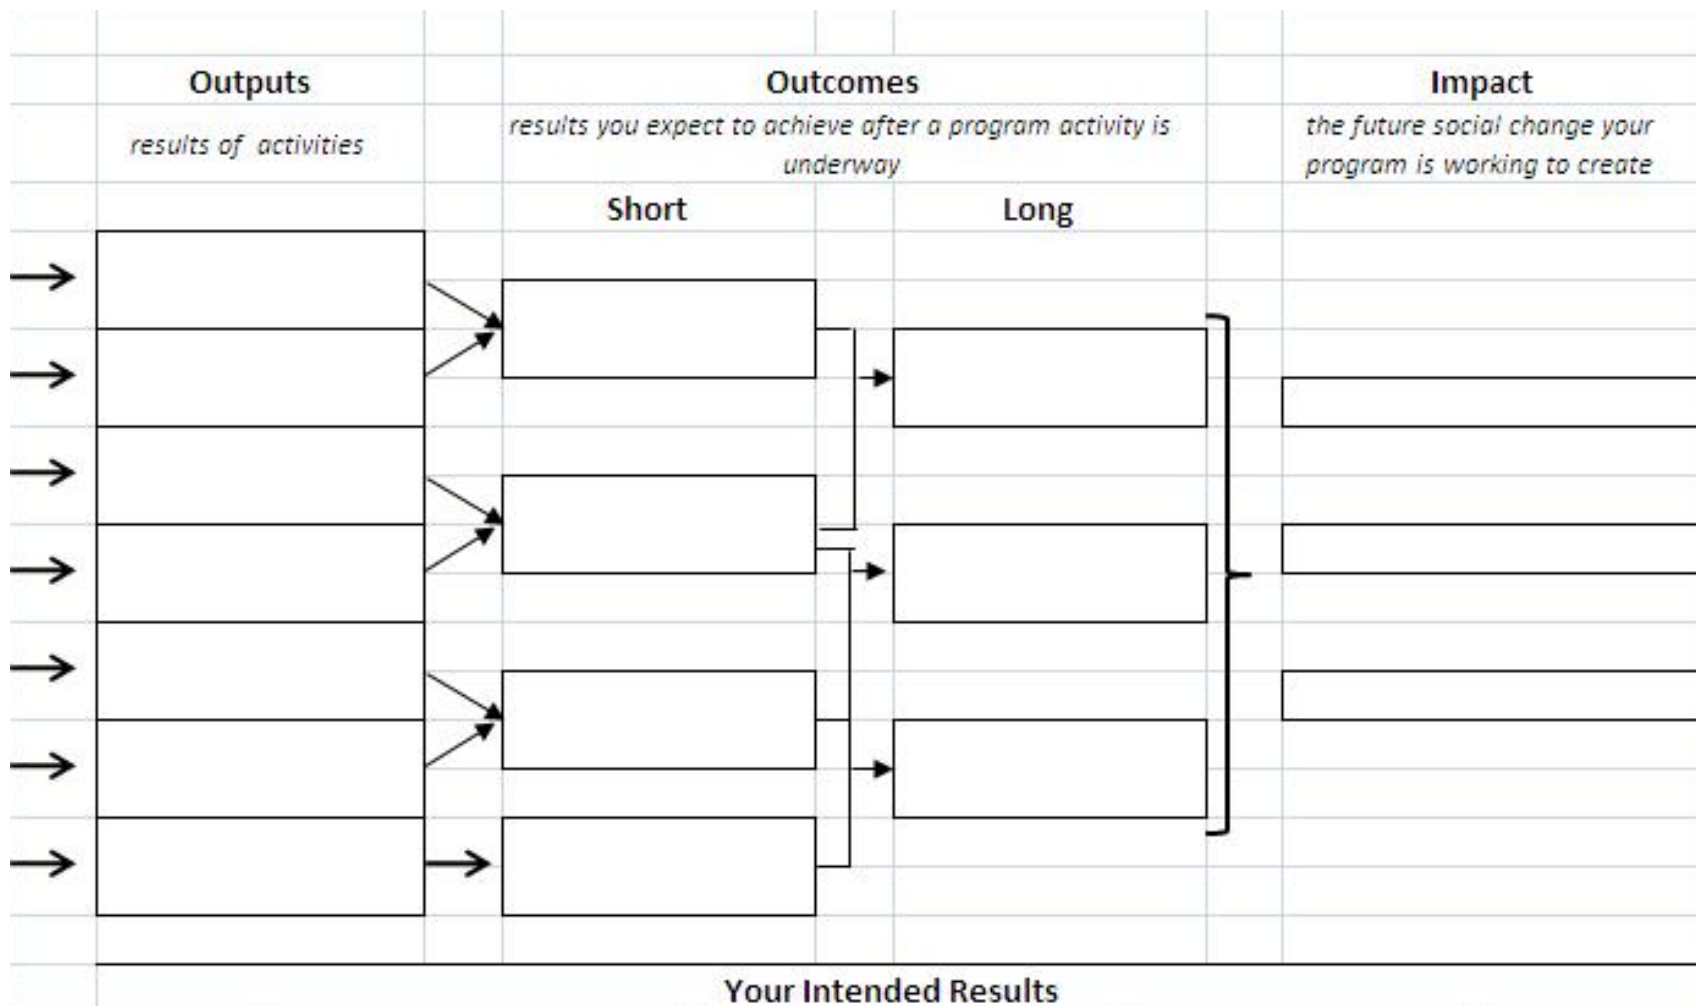 Outputs
Outcomes
Impact
results of activities
results you expect to achieve after a program activity is
underway
the future social change your
program is working to create
Short
Long
Your Intended Results